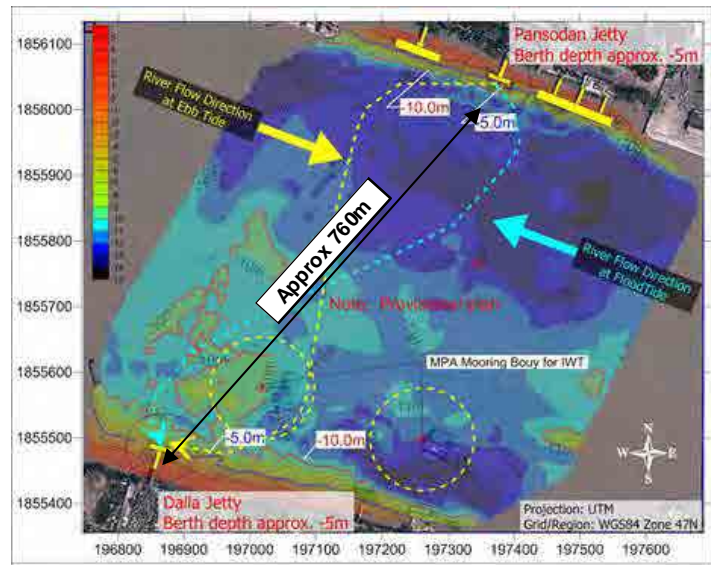 1856100
1856000
1855900
1855800
1855700
1855600
1855500
1855400
196800 196900 197000 197100 197200 197300 197400 197500 197600
Pansodan Jetty
Berth depth approx. -5m
River Flow Direction
at Ebb Tide
-10.0m
-5.0m
Approx 760m
River Flow Direction
at FloodTide
MPA Mooring Bouy for IWT
-5.0m
-10.0m
N
W E
S
Dalla Jetty
Berth depth approx. -5m
Projection: UTM
Grid/Region: WGS84 Zone 47N